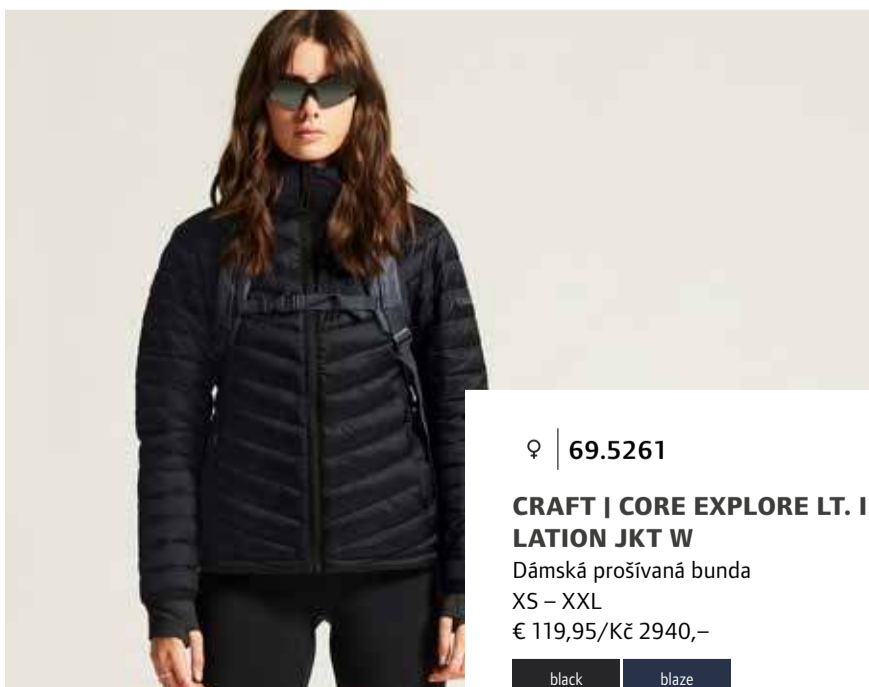 ♀ | 69.5261
CRAFT | CORE EXPLORE LT. I
LATION JKT W
Dámská prošívaná bunda
XS – XXL
€ 119,95/Kč 2940,–
black blaze